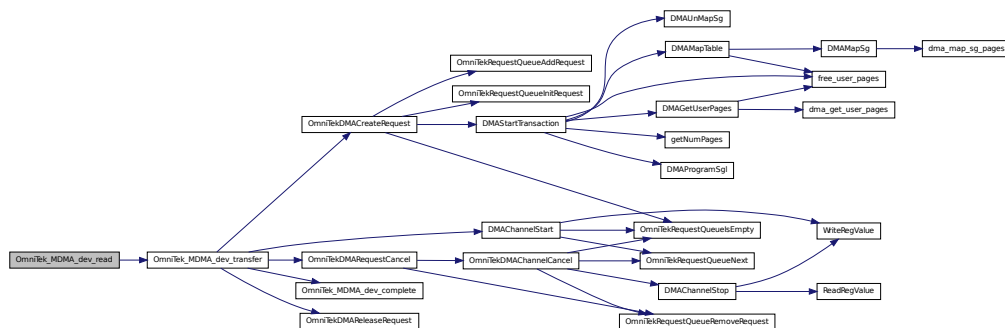 DMAUnMapSg
DMAMapTable
DMAMapSg
dma_map_sg_pages
OmniTekRequestQueueAddRequest
free_user_pages
OmniTekRequestQueueInitRequest
DMAGetUserPages
dma_get_user_pages
OmniTekDMACreateRequest
DMAStartTransaction
getNumPages
DMAProgramSgl
DMAChannelStart
OmniTekRequestQueueIsEmpty
WriteRegValue
OmniTek_MDMA_dev_read
OmniTek_MDMA_dev_transfer
OmniTekDMARequestCancel
OmniTekDMAChannelCancel
OmniTekRequestQueueNext
OmniTek_MDMA_dev_complete
DMAChannelStop
ReadRegValue
OmniTekDMAReleaseRequest
OmniTekRequestQueueRemoveRequest